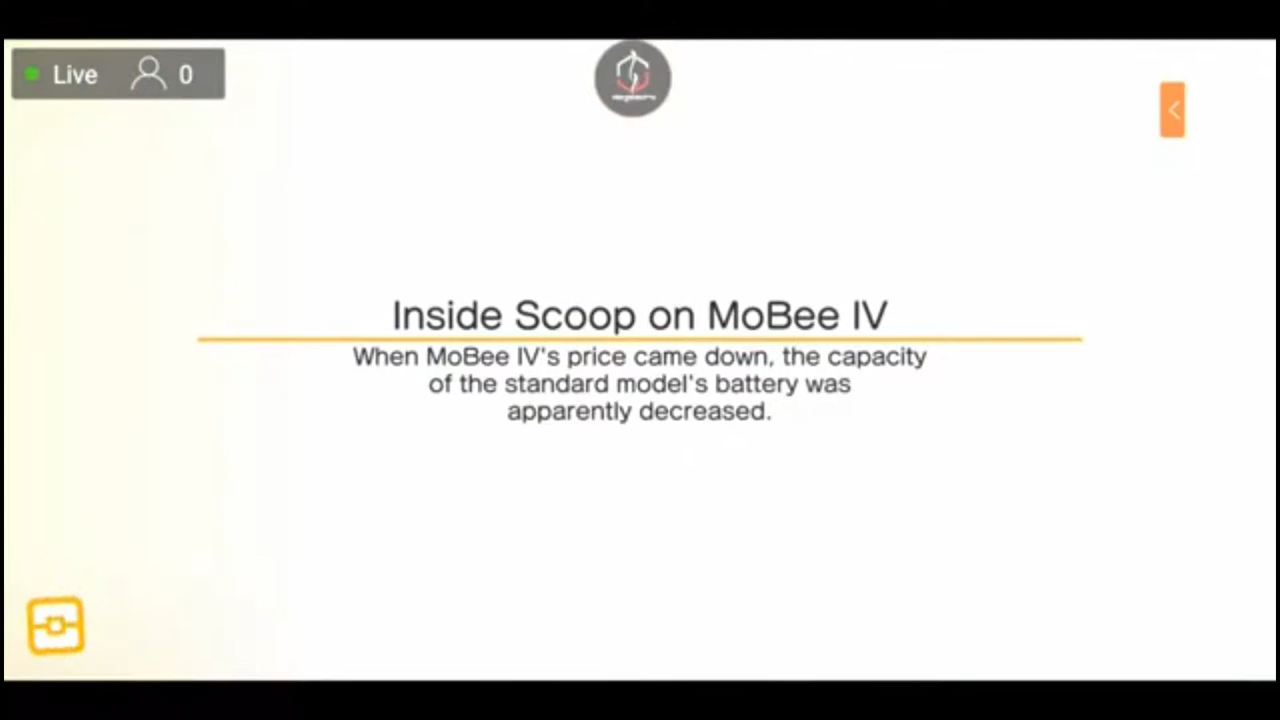 Live 0
Inside Scoop on MoBee IV
When MoBee IV's price came down, the capacity
of the standard model's battery was
apparently decreased.